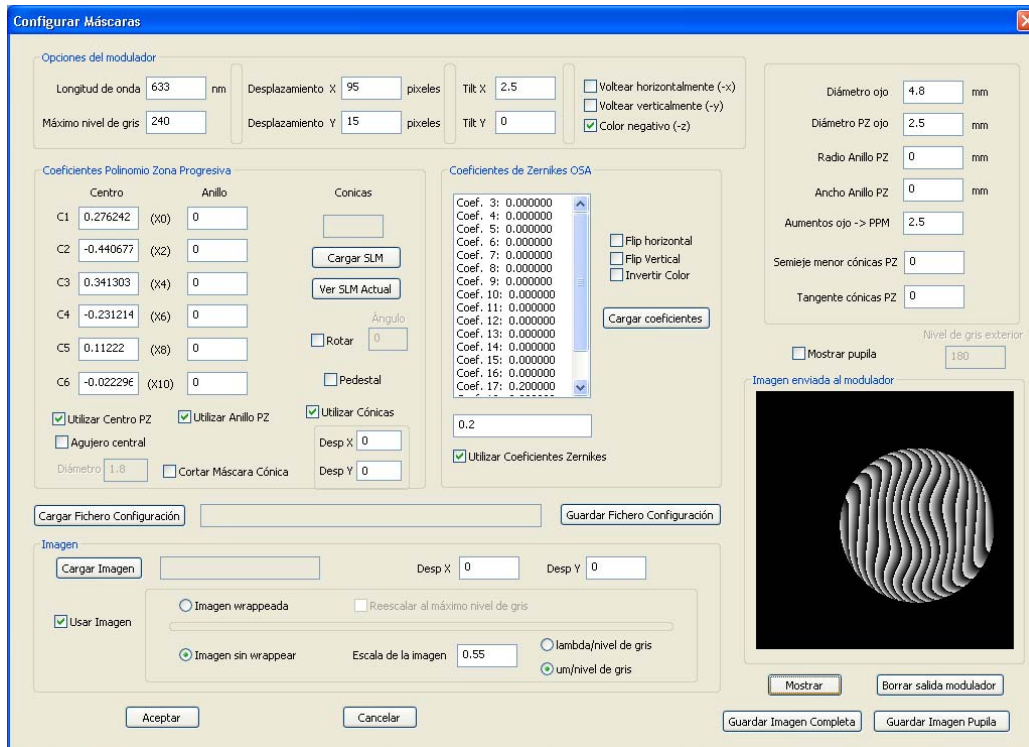 Configurar Máscaras
Opciones del modulador
Longitud de onda 633 nm Desplazamiento X 95 pixeles Tilt X 2.5 Voltear horizontalmente (-x)
Voltear verticalmente (-y)
Máximo nivel de gris 240 Desplazamiento Y 15 pixeles Tilt Y 0 Color negativo (-z)
Diámetro ojo 4.8 mm
Diámetro PZ ojo 2.5 mm
Radio Anillo PZ 0 mm
Ancho Anillo PZ 0 mm
Aumentos ojo -> PPM 2.5
Semieje menor cónicas PZ 0
Tangente cónicas PZ 0
Nivel de gris exterior
Mostrar pupila 180
Coeficientes Polinomio Zona Progresiva
Centro Anillo Conicas
C1 0.276242 (X0) 0
C2 -0.440677 (X2) 0
C3 0.341303 (X4) 0
C4 -0.231214 (X6) 0
C5 0.11222 (X8) 0
C6 -0.022296 (X10) 0
Cargar SLM
Ver SLM Actual
Ángulo
Rotar 0
Pedestal
Utilizar Centro PZ Utilizar Anillo PZ Utilizar Cónicas
Agujero central
Diámetro 1.8 Cortar Máscara Cónica
Desp X 0
Desp Y 0
Coeficientes de Zernikes OSA
Coef. 3: 0.000000
Coef. 4: 0.000000
Coef. 5: 0.000000
Coef. 6: 0.000000
Coef. 7: 0.000000
Coef. 8: 0.000000
Coef. 9: 0.000000
Coef. 10: 0.000000
Coef. 11: 0.000000
Coef. 12: 0.000000
Coef. 13: 0.000000
Coef. 14: 0.000000
Coef. 15: 0.000000
Coef. 16: 0.000000
Coef. 17: 0.200000
Flip horizontal
Flip Vertical
Invertir Color
Cargar coeficientes
0.2
Utilizar Coeficientes Zernikes
Cargar Fichero Configuración Guardar Fichero Configuración
Imagen
Cargar Imagen Desp X 0 Desp Y 0
Usar Imagen
Imagen wrappeada Reescalar al máximo nivel de gris
Imagen sin wrappear Escala de la imagen 0.55
lambda/nivel de gris
um/nivel de gris
Aceptar Cancelar
Imagen enviada al modulador
Mostrar Borrar salida modulador
Guardar Imagen Completa Guardar Imagen Pupila